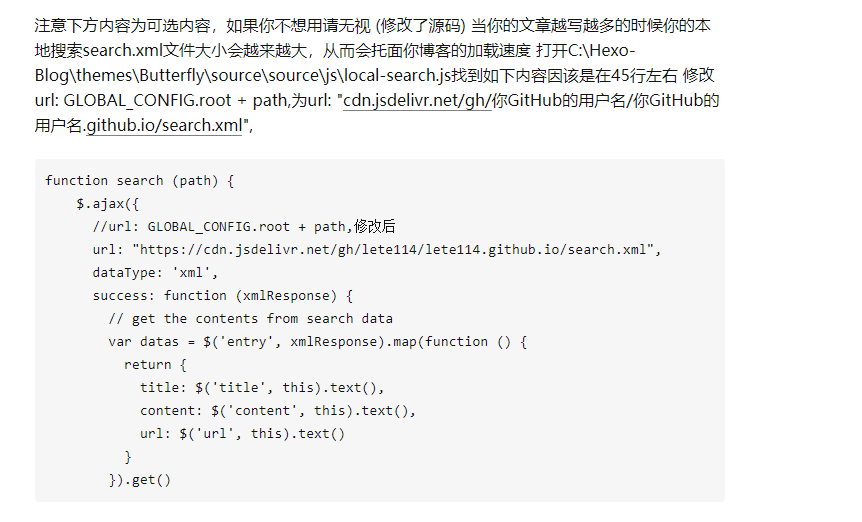 注意下方内容为可选内容，如果你不想用请无视 (修改了源码) 当你的文章越写越多的时候你的本
地搜索search.xml文件大小会越来越大，从而会托面你博客的加载速度 打开C:\Hexo-
Blog\themes\Butterfly\source\source\js\local-search.js找到如下内容因该是在45行左右 修改
url: GLOBAL_CONFIG.root + path,为url: "cdn.jsdelivr.net/gh/你GitHub的用户名/你GitHub的
用户名.github.io/search.xml",
function search (path) {
    $.ajax({
      //url: GLOBAL_CONFIG.root + path,修改后
      url: "https://cdn.jsdelivr.net/gh/lete114/lete114.github.io/search.xml",
      dataType: 'xml',
      success: function (xmlResponse) {
        // get the contents from search data
        var datas = $('entry', xmlResponse).map(function () {
          return {
            title: $('title', this).text(),
            content: $('content', this).text(),
            url: $('url', this).text()
          }
        }).get()